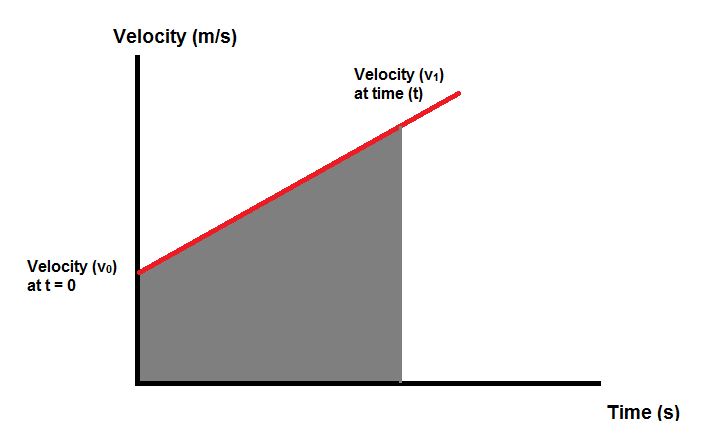 Velocity (m/s)
Velocity (v₁)
at time (t)
Velocity (v₀)
at t = 0
Time (s)